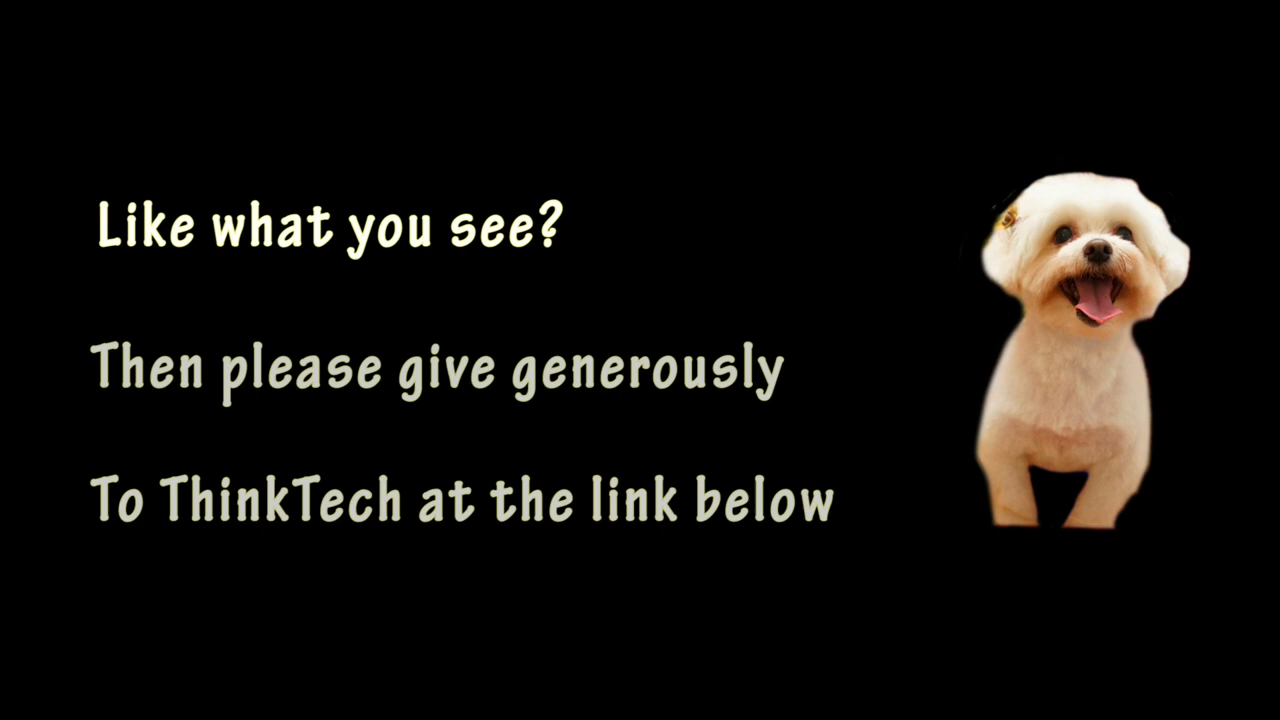 Like what you see?
Then please give generously
To ThinkTech at the link below